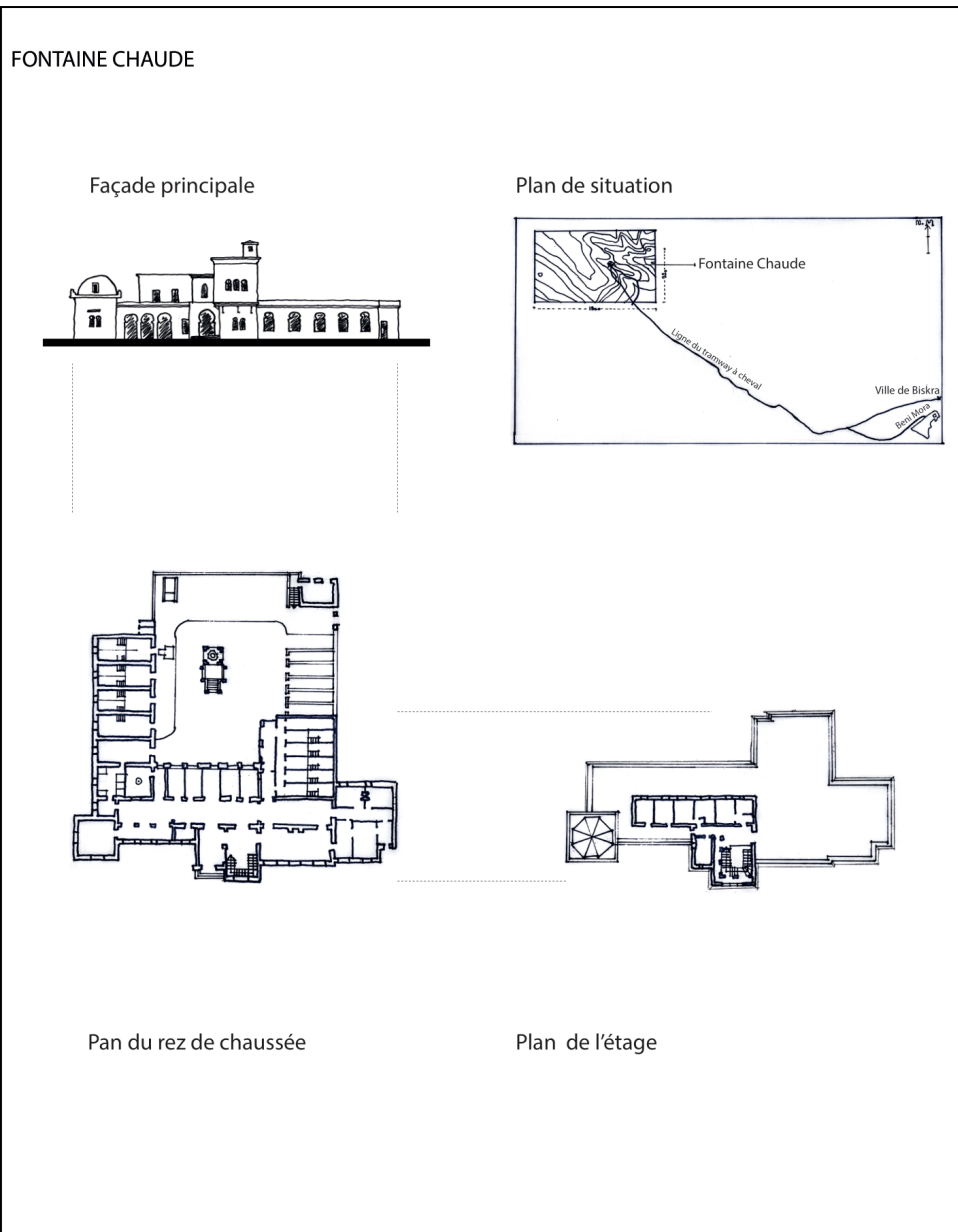 FONTAINE CHAUDE
Façade principale
Plan de situation
Fontaine Chaude
Ligne du tramway à cheval
Ville de Biskra
Beni Mora
Pan du rez de chaussée
Plan de l'étage